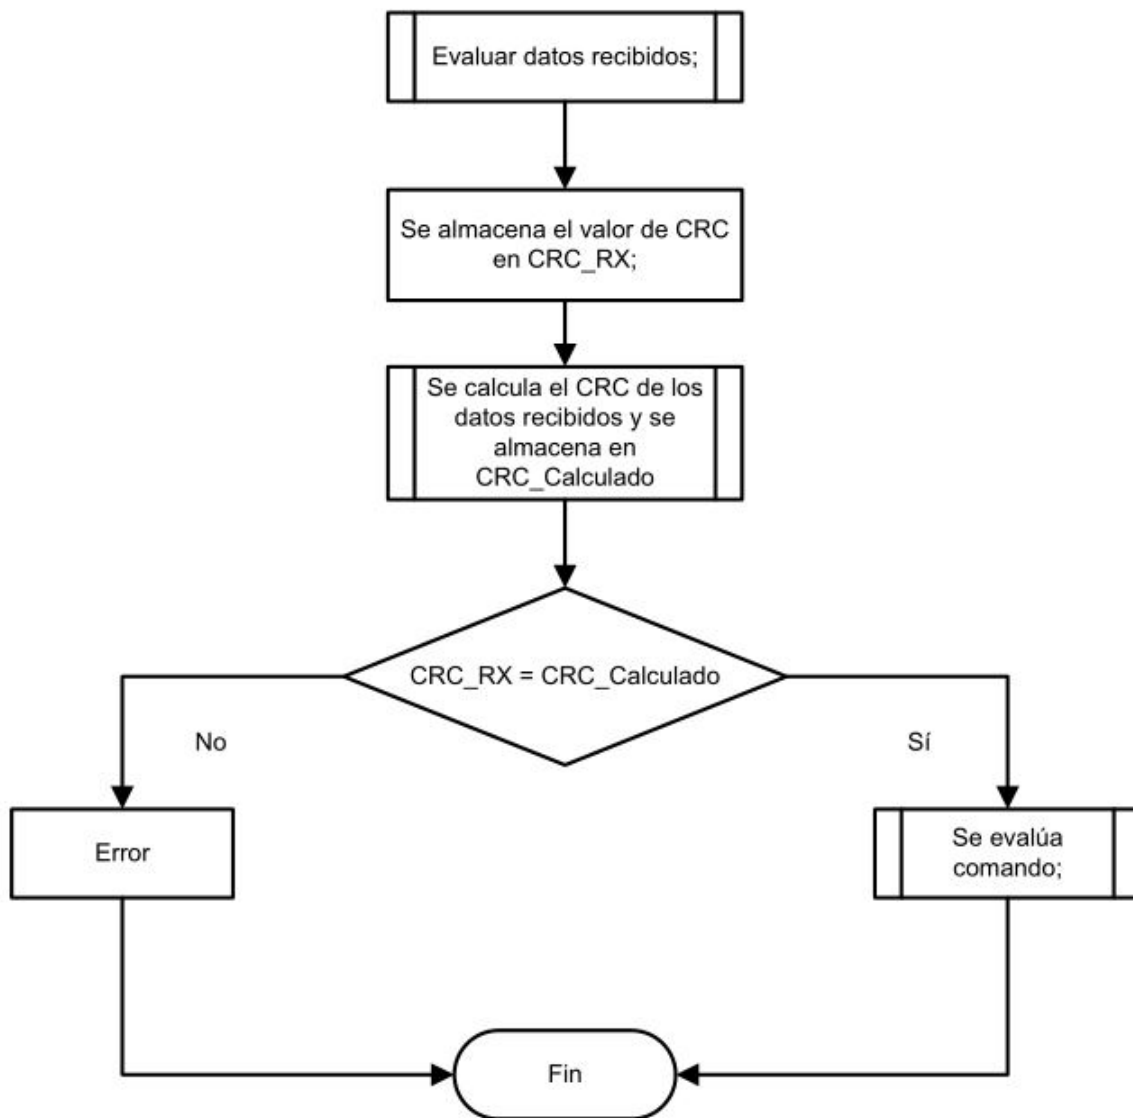 Evaluar datos recibidos;
Se almacena el valor de CRC
en CRC_RX;
Se calcula el CRC de los
datos recibidos y se
almacena en
CRC_Calculado
CRC_RX = CRC_Calculado
No
Sí
Error
Se evalúa
comando;
Fin